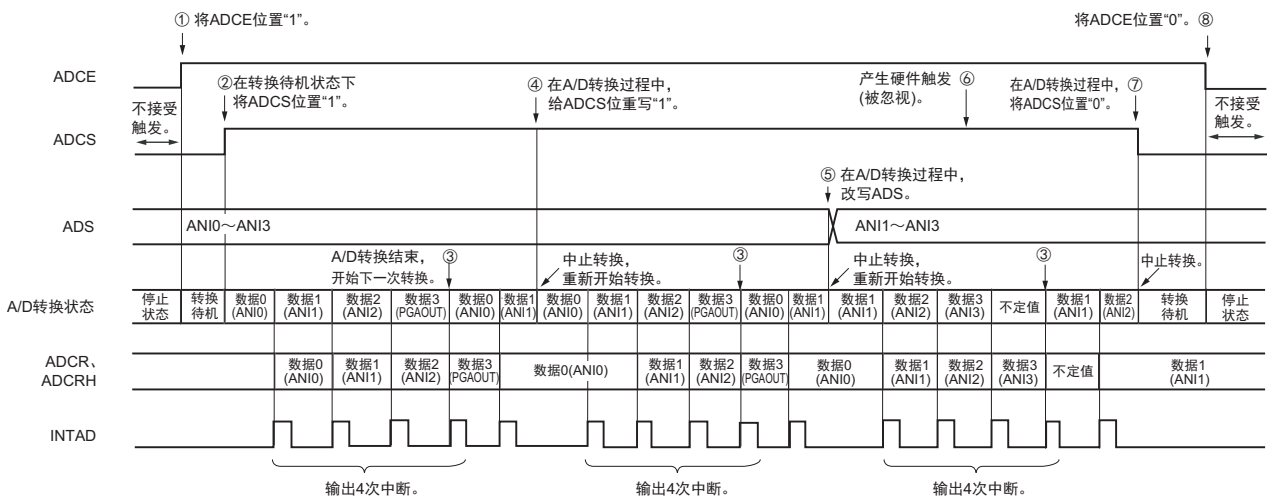 ① 将ADCE位置“1”。
将ADCE位置“0”。⑧
ADCE
不接受
触发。
②在转换待机状态下
将ADCS位置“1”。
④ 在A/D转换过程中,
给ADCS位重写“1”。
产生硬件触发 ⑥
(被忽视)。
在A/D转换过程中, ⑦
将ADCS位置“0”。
不接受
触发。
ADCS
⑤ 在A/D转换过程中,
改写ADS。
ADS
ANI0～ANI3
ANI1～ANI3
A/D转换结束, ③
开始下一次转换。
中止转换,
重新开始转换。
③
中止转换,
重新开始转换。
③
中止转换。
A/D转换状态
停止 转换 数据0 数据1 数据2 数据3 数据0 数据1 数据0 数据1 数据2 数据3 数据0 数据1 数据1 数据2 数据3 不定值 数据1 数据2 转换 停止
状态 待机 (ANI0) (ANI1) (ANI2) (PGAOUT) (ANI0) (ANI1) (ANI0) (ANI1) (ANI2) (PGAOUT) (ANI0) (ANI1) (ANI1) (ANI2) (ANI3) (ANI1) (ANI2) 待机 状态
ADCR、
ADCRH
数据0 数据1 数据2 数据3 数据0(ANI0) 数据1 数据2 数据3 数据0 数据1 数据2 数据3 不定值 数据1
(ANI0) (ANI1) (ANI2) (PGAOUT) (ANI1) (ANI2) (PGAOUT) (ANI0) (ANI1) (ANI2) (ANI3) (ANI1)
INTAD
输出4次中断。
输出4次中断。
输出4次中断。